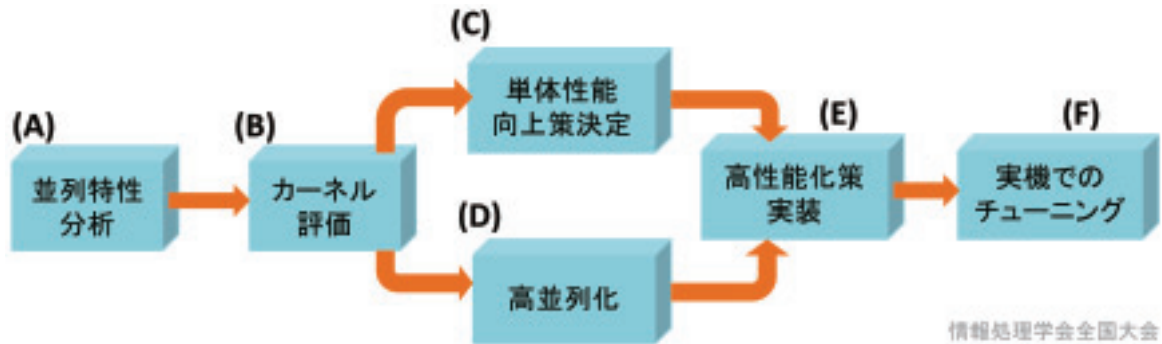 (A)
並列特性
分析
(B)
カーネル
評価
(C)
単体性能
向上策決定
(D)
高並列化
(E)
高性能化策
実装
(F)
実機での
チューニング
情報処理学会全国大会